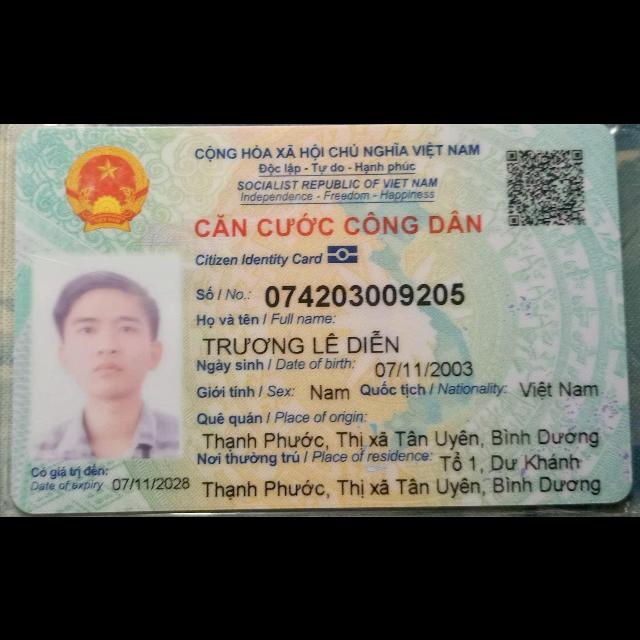 CỘNG HÒA XÃ HỘI CHỦ NGHĨA VIỆT NAM
Độc lập - Tự do - Hạnh phúc
SOCIALIST REPUBLIC OF VIET NAM
Independence - Freedom - Happiness
CĂN CƯỚC CÔNG DÂN
Citizen Identity Card
Số / No.: 074203009205
Họ và tên / Full name:
TRƯƠNG LÊ DIỄN
Ngày sinh / Date of birth: 07/11/2003
Giới tính / Sex: Nam Quốc tịch / Nationality: Việt Nam
Quê quán / Place of origin:
Thạnh Phước, Thị xã Tân Uyên, Bình Dương
Nơi thường trú / Place of residence: Tổ 1, Dư Khánh
Thạnh Phước, Thị xã Tân Uyên, Bình Dương
Có giá trị đến:
Date of expiry 07/11/2028